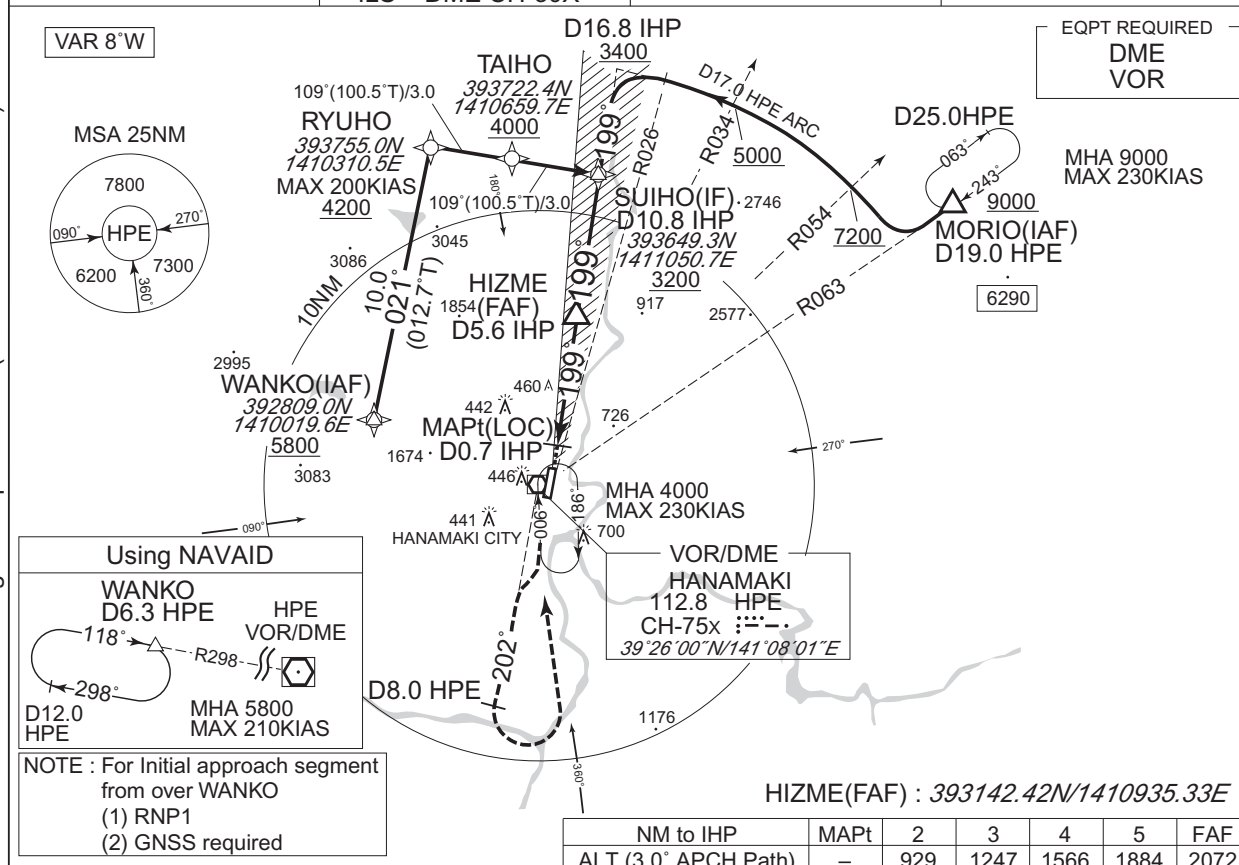 ILS - DME CH-30X
VAR 8°W
EQPT REQUIRED
DME
VOR
MSA 25NM
7800
090°
HPE
270°
6200
7300
360°
D16.8 IHP
3400
TAIHO
393722.4N
1410659.7E
4000
109°(100.5°T)/3.0
RYUHO
393755.0N
1410310.5E
MAX 200KIAS
4200
180°
109°(100.5°T)/3.0
199°
D17.0 HPE ARC
R026
R034
5000
D25.0HPE
063°
243°
MHA 9000
MAX 230KIAS
9000
MORIO(IAF)
D19.0 HPE
6290
R054
7200
R063
SUIHO(IF)
D10.8 IHP
393649.3N
1411050.7E
3200
2746
3045
3086
10NM
10.0
021°
(012.7°T)
199°
HIZME
(FAF)
D5.6 IHP
1854
917
2577
2995
WANKO(IAF)
392809.0N
1410019.6E
5800
3083
199°
460
442
726
MAPt(LOC)
D0.7 IHP
1674
446
270°
186°
006°
MHA 4000
MAX 230KIAS
441
HANAMAKI CITY
700
090°
VOR/DME
HANAMAKI
112.8 HPE
CH-75X
39°26′00″N/141°08′01″E
Using NAVAID
WANKO
D6.3 HPE
HPE
VOR/DME
118°
R298
298°
D12.0
HPE
MHA 5800
MAX 210KIAS
202°
D8.0 HPE
1176
360°
NOTE : For Initial approach segment
from over WANKO
(1) RNP1
(2) GNSS required
HIZME(FAF) : 393142.42N/1410935.33E
NM to IHP MAPt 2 3 4 5 FAF
ALT (3.0° APCH Path) – 929 1247 1566 1884 2072